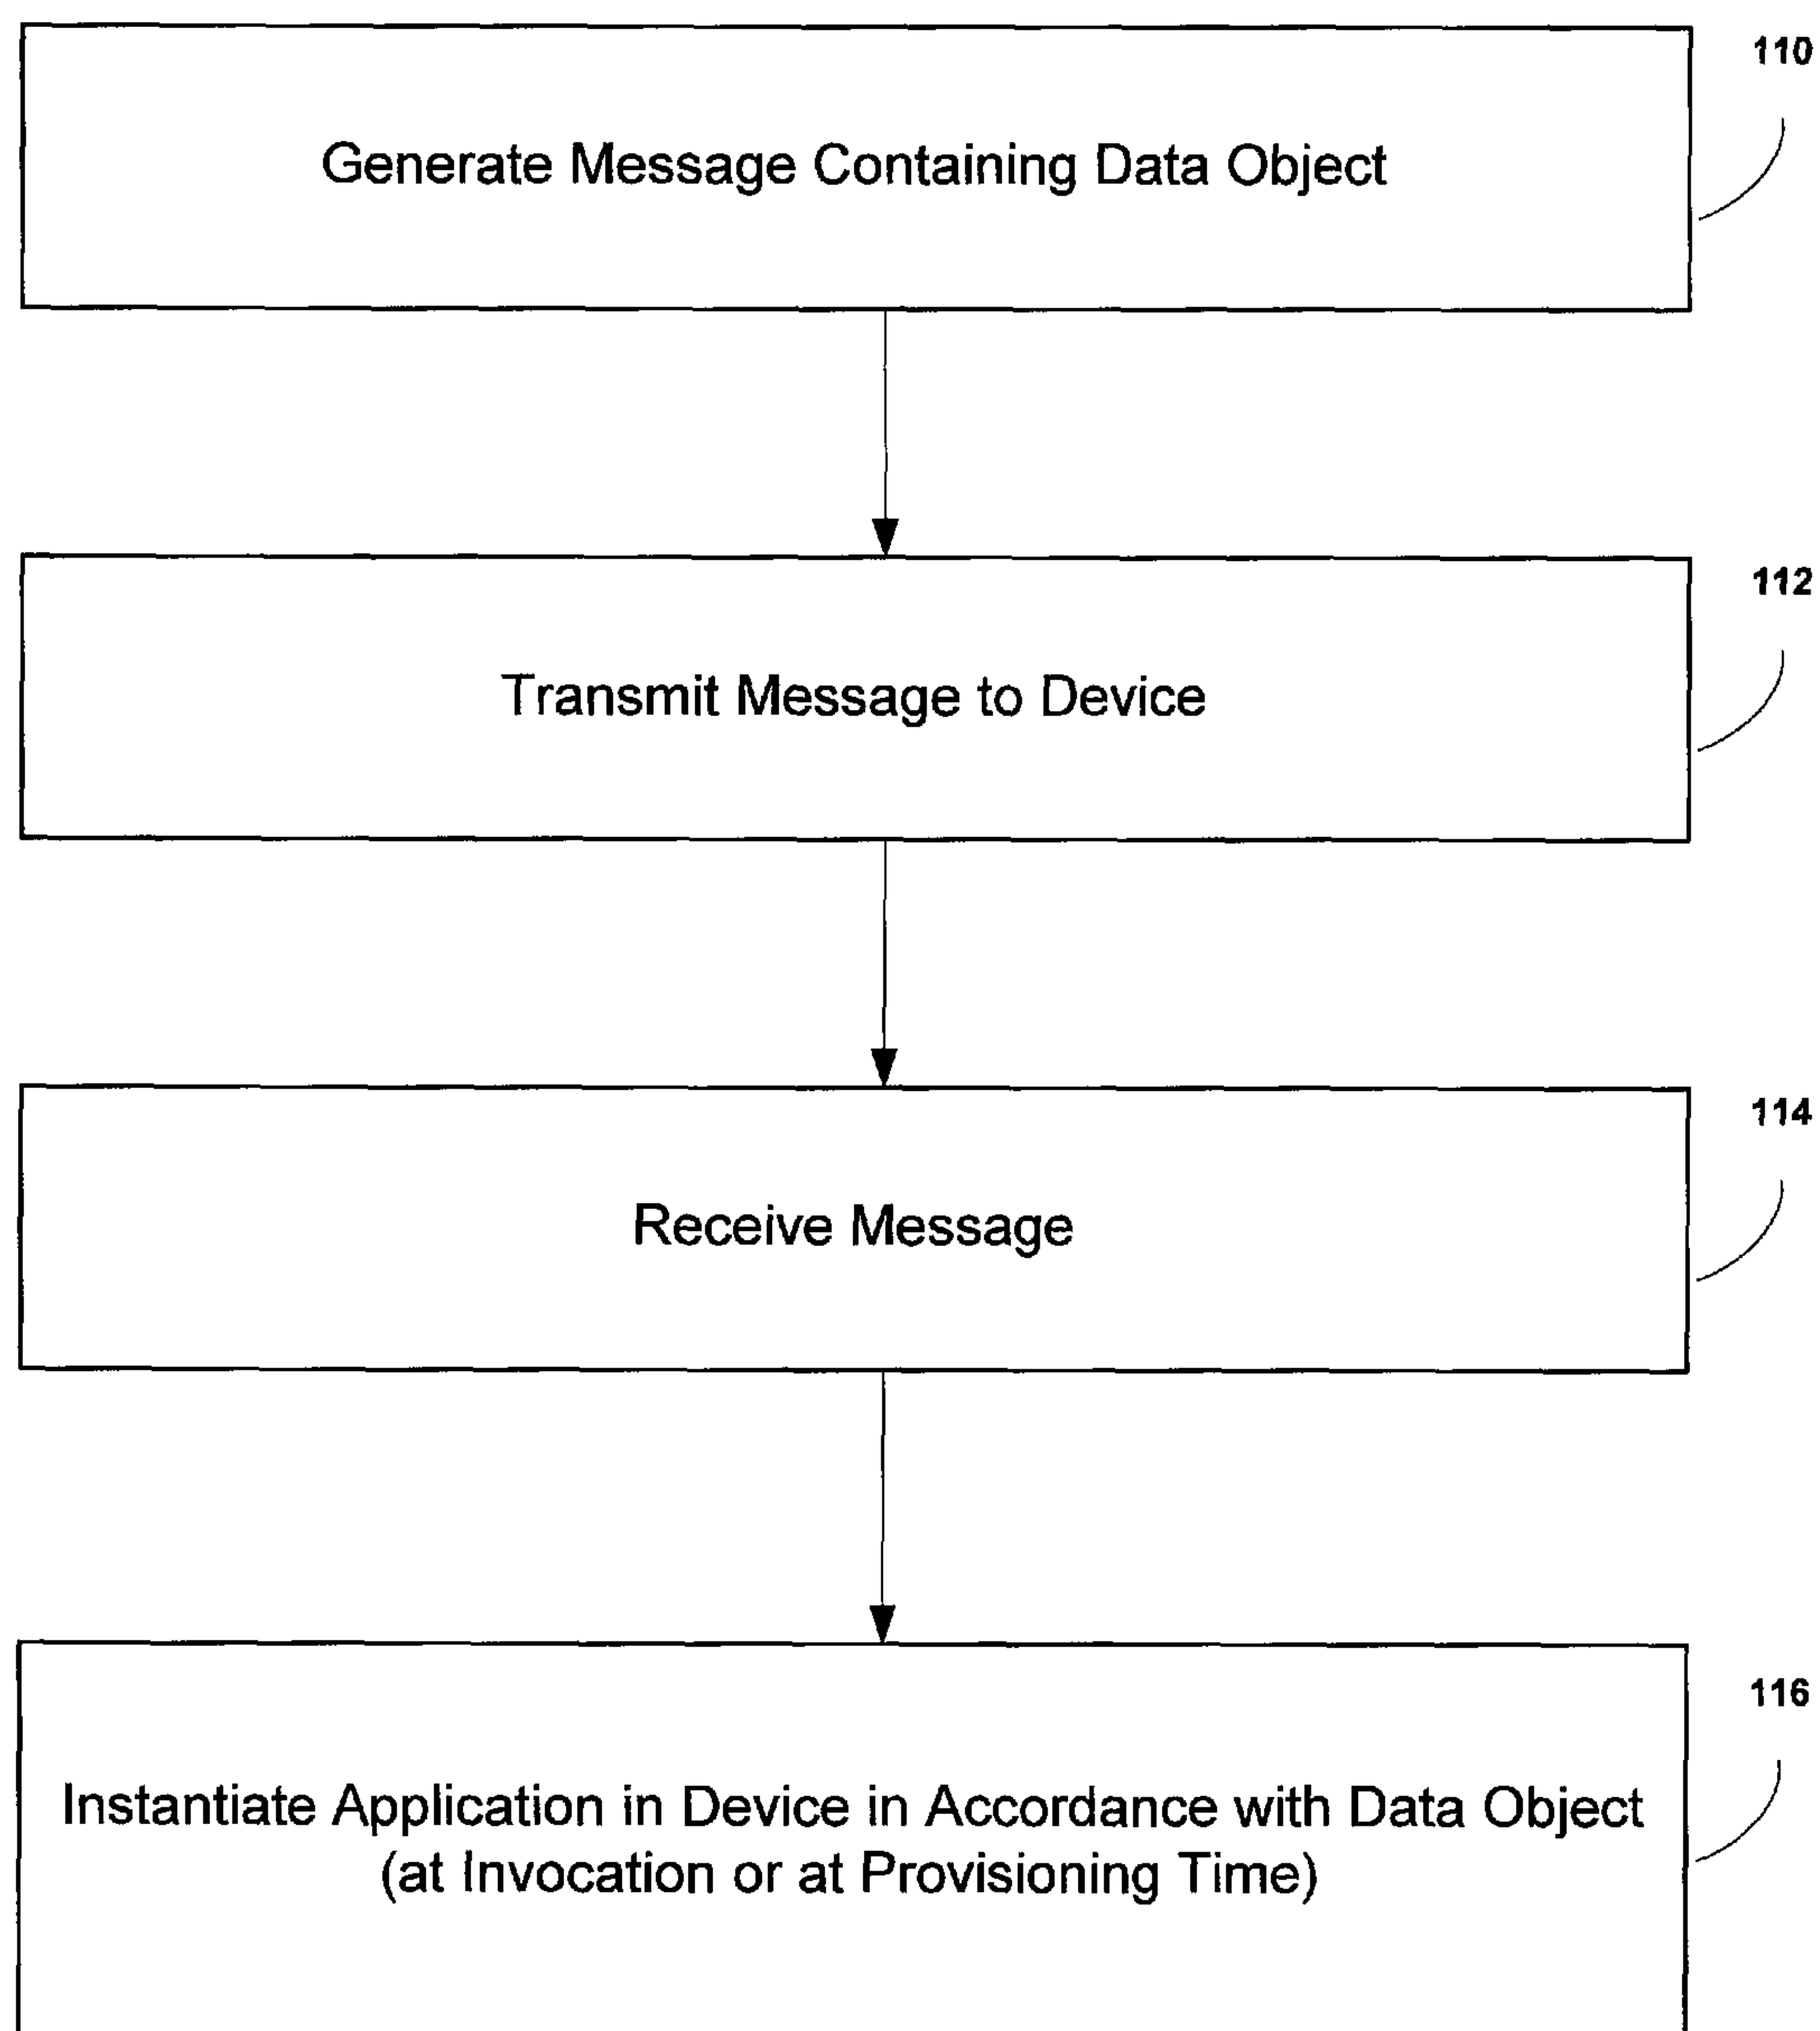 110
Generate Message Containing Data Object
112
Transmit Message to Device
114
Receive Message
116
Instantiate Application in Device in Accordance with Data Object
(at Invocation or at Provisioning Time)